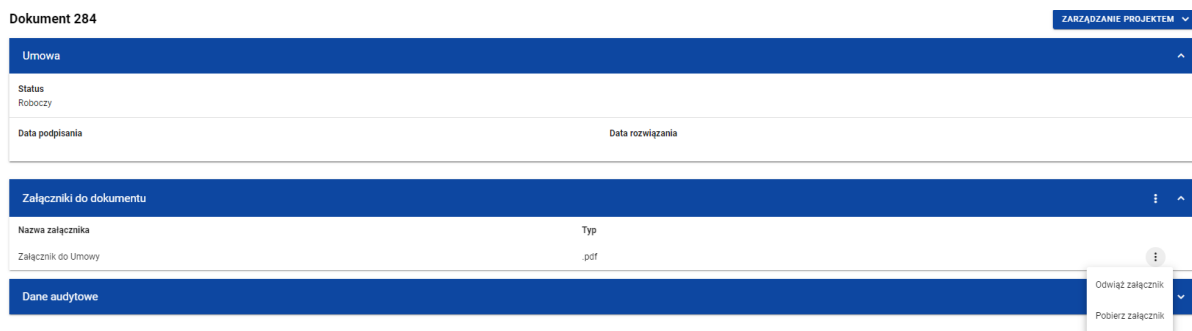 Dokument 284
ZARZĄDZANIE PROJEKTEM
Umowa
Status
Roboczy
Data podpisania Data rozwiązania
Załączniki do dokumentu
Nazwa załącznika Typ
Załącznik do Umowy .pdf
Odwiąż załącznik
Dane audytowe
Pobierz załącznik